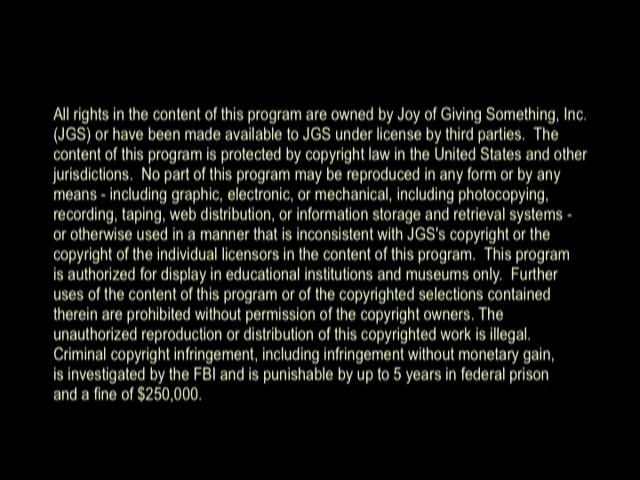 All rights in the content of this program are owned by Joy of Giving Something, Inc.
(JGS) or have been made available to JGS under license by third parties.  The
content of this program is protected by copyright law in the United States and other
jurisdictions.  No part of this program may be reproduced in any form or by any
means - including graphic, electronic, or mechanical, including photocopying,
recording, taping, web distribution, or information storage and retrieval systems -
or otherwise used in a manner that is inconsistent with JGS's copyright or the
copyright of the individual licensors in the content of this program.  This program
is authorized for display in educational institutions and museums only.  Further
uses of the content of this program or of the copyrighted selections contained
therein are prohibited without permission of the copyright owners. The
unauthorized reproduction or distribution of this copyrighted work is illegal.
Criminal copyright infringement, including infringement without monetary gain,
is investigated by the FBI and is punishable by up to 5 years in federal prison
and a fine of $250,000.